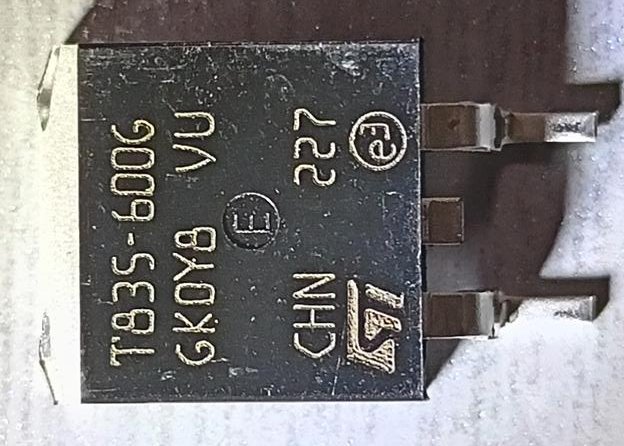 T835-600G
GK0Y8 VU
E
CHN 227
ST e3